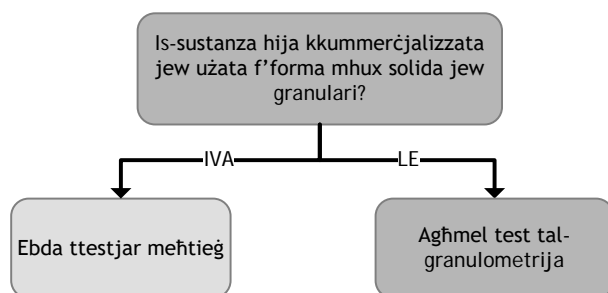 Is-sustanza hija kkummerċjalizzata
jew użata f’forma mhux solida jew
granulari?
IVA
LE
Ebda ttestjar meħtieġ
Agħmel test tal-
granulometrija